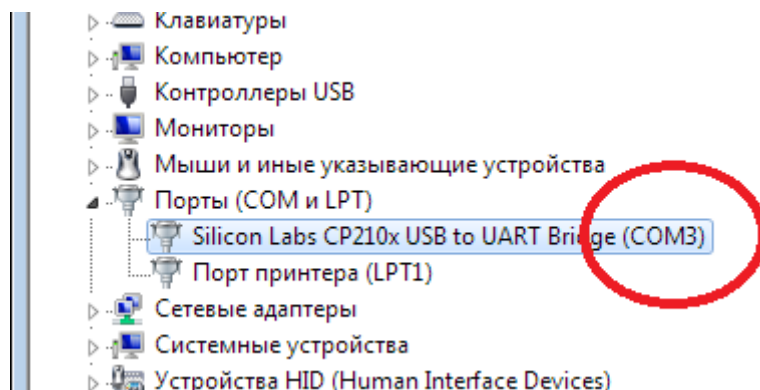 Клавиатуры
Компьютер
Контроллеры USB
Мониторы
Мыши и иные указывающие устройства
Порты (COM и LPT)
Silicon Labs CP210x USB to UART Bridge (COM3)
Порт принтера (LPT1)
Сетевые адаптеры
Системные устройства
Устройства HID (Human Interface Devices)